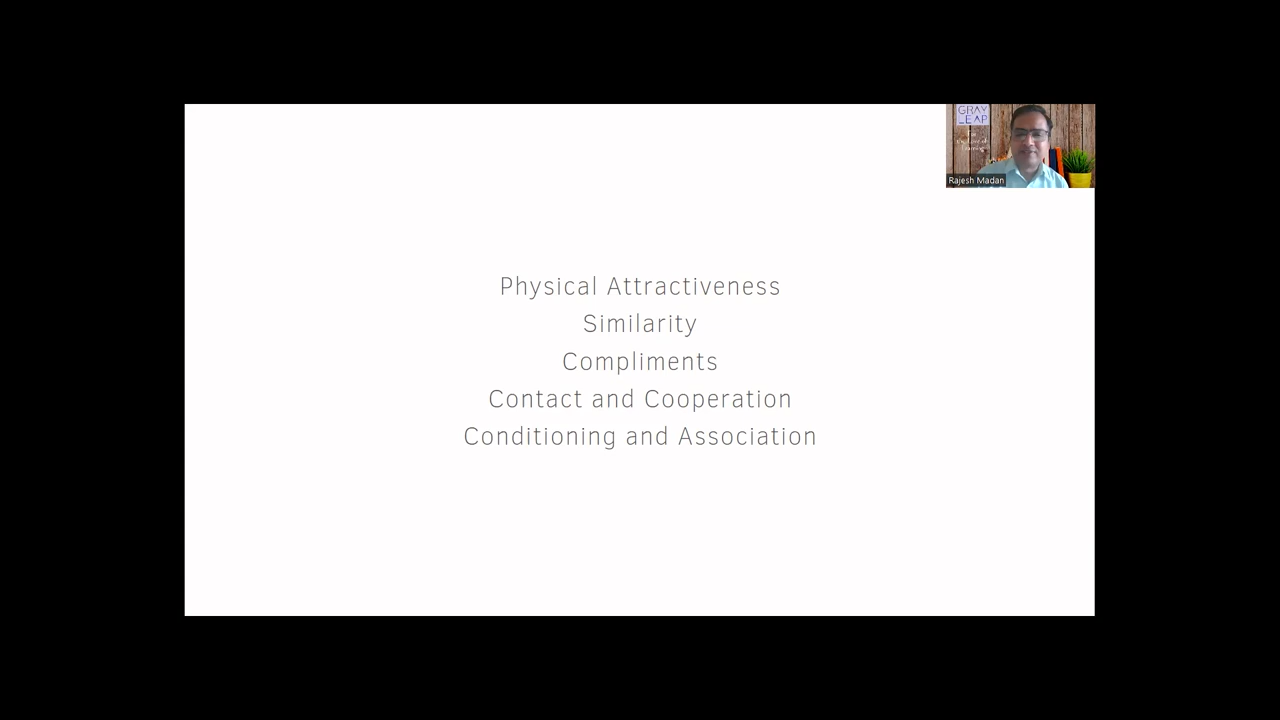 GRAY
LEAP
Rajesh Madan
Physical Attractiveness
Similarity
Compliments
Contact and Cooperation
Conditioning and Association